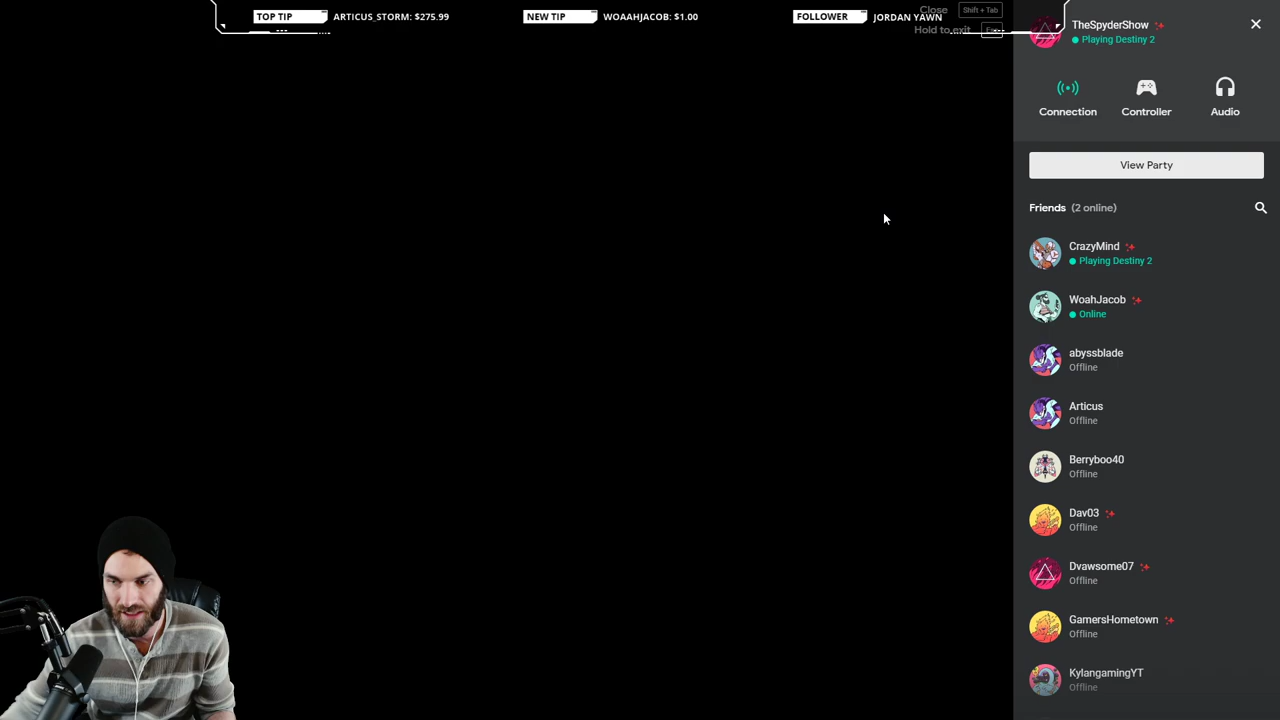 TOP TIP ARTICUS_STORM: $275.99 NEW TIP WOAAHJACOB: $1.00 FOLLOWER JORDAN YAWN
Close Shift + Tab
Hold to exit
TheSpyderShow
Playing Destiny 2
Connection Controller Audio
View Party
Friends (2 online)
CrazyMind
Playing Destiny 2
WoahJacob
Online
abyssblade
Offline
Articus
Offline
Berryboo40
Offline
Dav03
Offline
Dvawsome07
Offline
GamersHometown
Offline
KylangamingYT
Offline